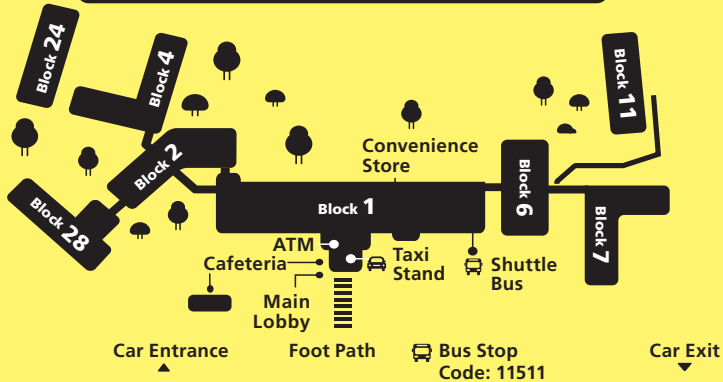 Block 24
Block 4
Block 11
Convenience
Store
Block 2
Block 6
Block 1
Block 28
Block 7
ATM
Cafeteria
Taxi
Stand
Shuttle
Bus
Main
Lobby
Car Entrance
Foot Path
Bus Stop
Code: 11511
Car Exit